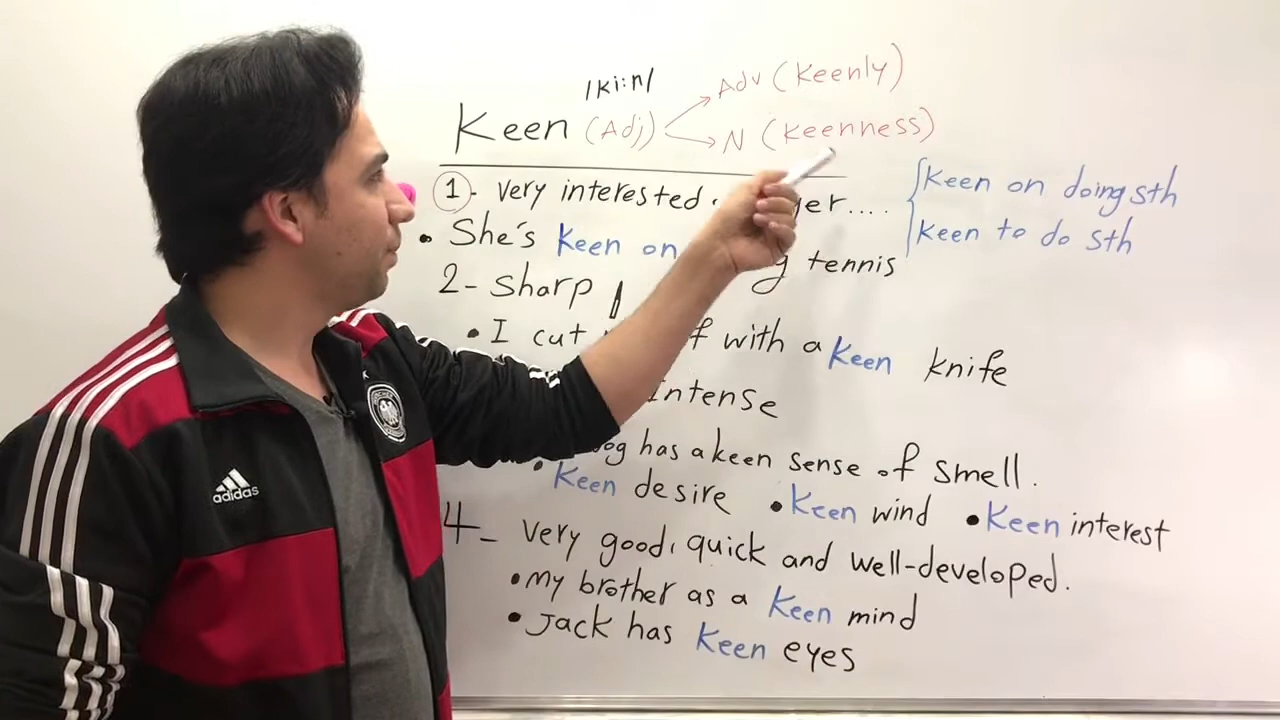 /ki:n/
Keen (Adj)
Adv (Keenly)
N (Keenness)
1- very interested
keen on doing sth
keen to do sth
• She's keen on tennis
2- Sharp
• I cut with a keen knife
Intense
has a keen sense of smell.
• Keen desire • Keen wind • Keen interest
4- very good, quick and well-developed.
• my brother as a keen mind
• Jack has keen eyes
adidas